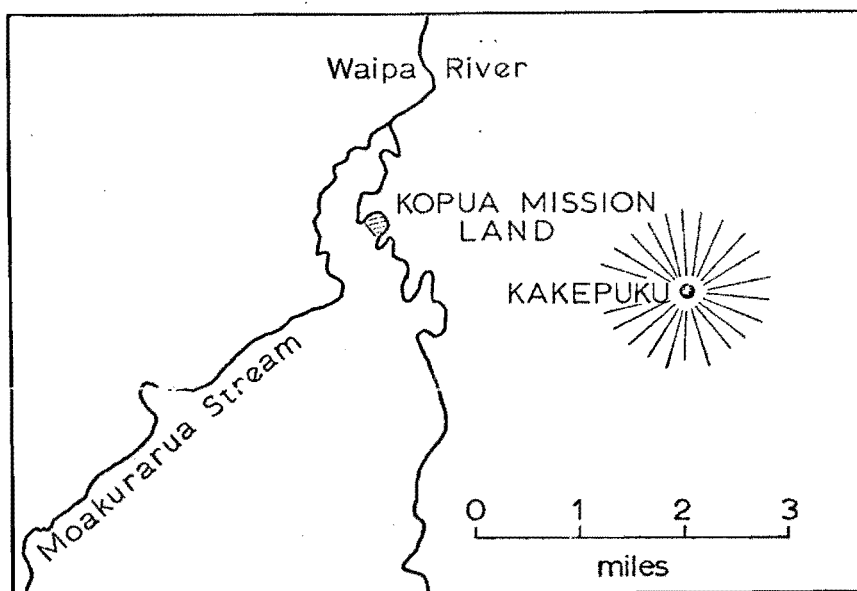 Waipa River
KOPUA MISSION
LAND
KAKEPUKU
Moakurarua Stream
0 1 2 3
miles